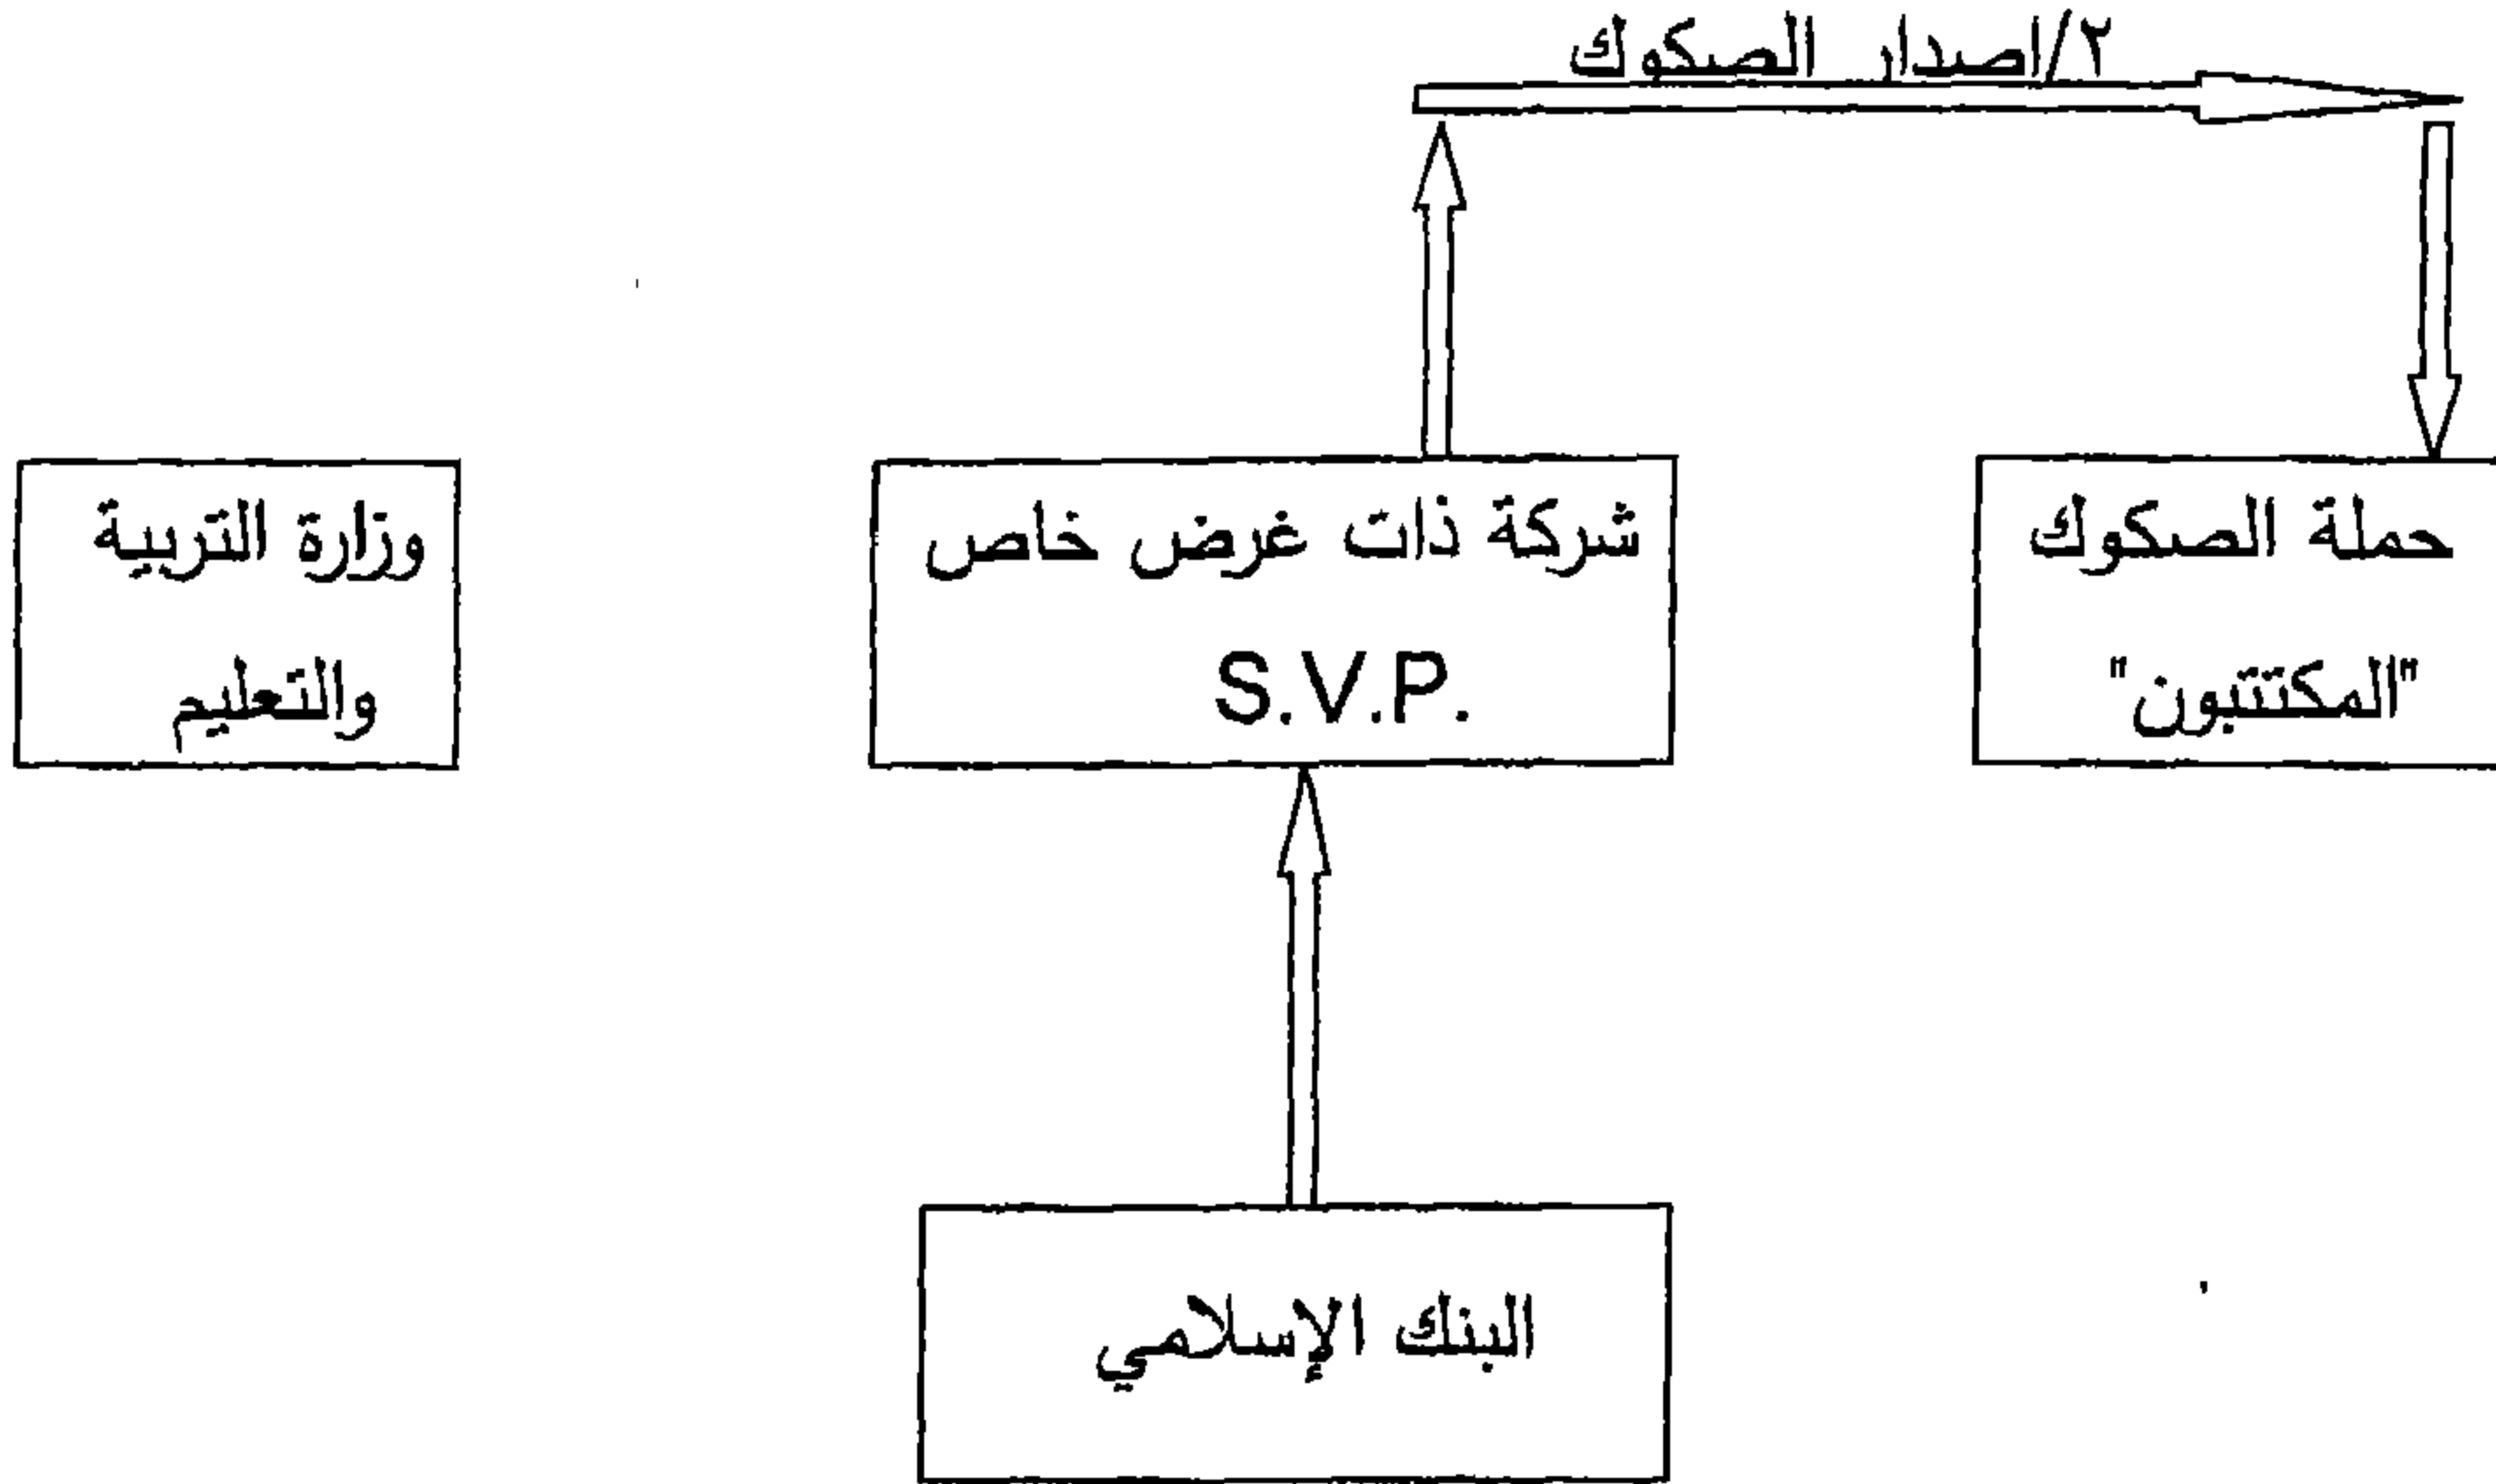 ٢/اصدار الصكوك
حملة الصكوك
"المكتتبون"
شركة ذات غرض خاص
S.V.P.
وزارة التربية
والتعليم
البنك الإسلامي